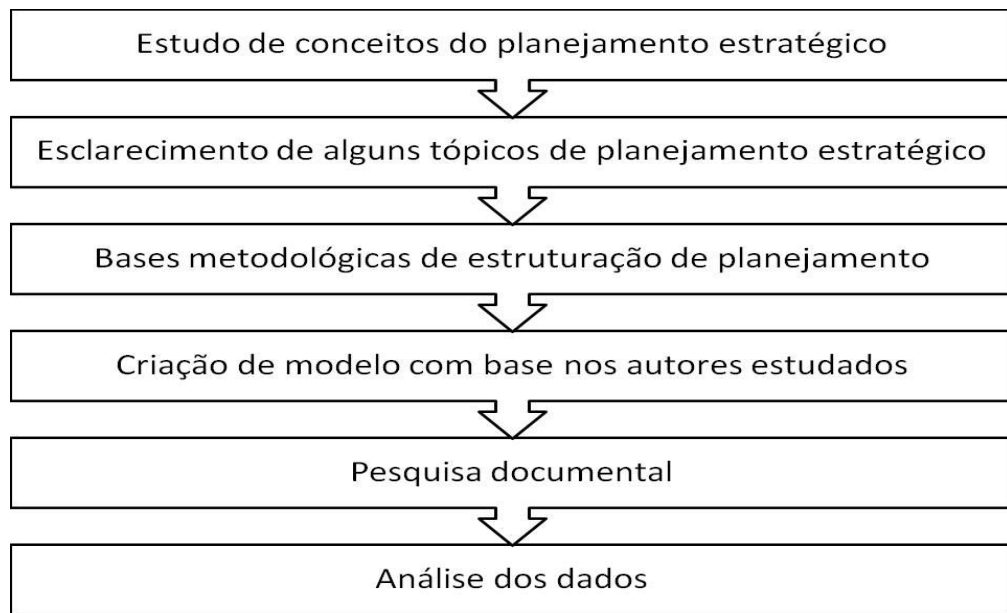 Estudo de conceitos do planejamento estratégico
Esclarecimento de alguns tópicos de planejamento estratégico
Bases metodológicas de estruturação de planejamento
Criação de modelo com base nos autores estudados
Pesquisa documental
Análise dos dados